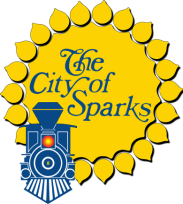 The
City of
Sparks